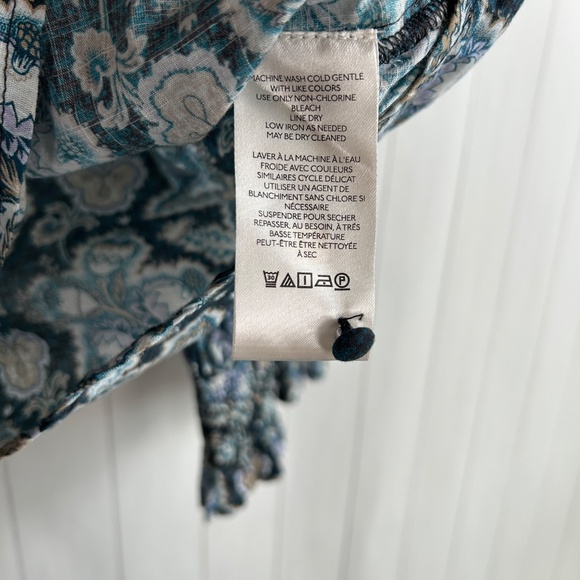 MACHINE WASH COLD GENTLE
WITH LIKE COLORS
USE ONLY NON-CHLORINE
BLEACH
LINE DRY
LOW IRON AS NEEDED
MAY BE DRY CLEANED
LAVER À LA MACHINE À L'EAU
FROIDE AVEC COULEURS
SIMILAIRES CYCLE DÉLICAT
UTILISER UN AGENT DE
BLANCHIMENT SANS CHLORE SI
NÉCESSAIRE
SUSPENDRE POUR SÉCHER
REPASSER, AU BESOIN, À TRÈS
BASSE TEMPÉRATURE
PEUT-ÊTRE ÊTRE NETTOYÉE
À SEC
30 P